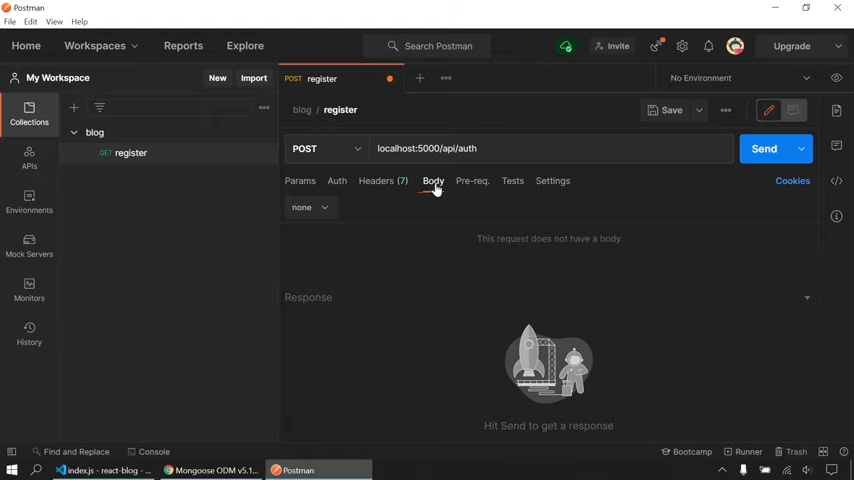 Postman
File Edit View Help
Home Workspaces Reports Explore Search Postman Invite Upgrade
My Workspace New Import POST register No Environment
Collections
blog
GET register
APIs
Environments
Mock Servers
Monitors
History
blog / register Save
POST localhost:5000/api/auth Send
Params Auth Headers (7) Body Pre-req. Tests Settings Cookies
none
This request does not have a body
Response
Hit Send to get a response
Find and Replace Console Bootcamp Runner Trash
index.js - react-blog - ... Mongoose ODM v5.1... Postman